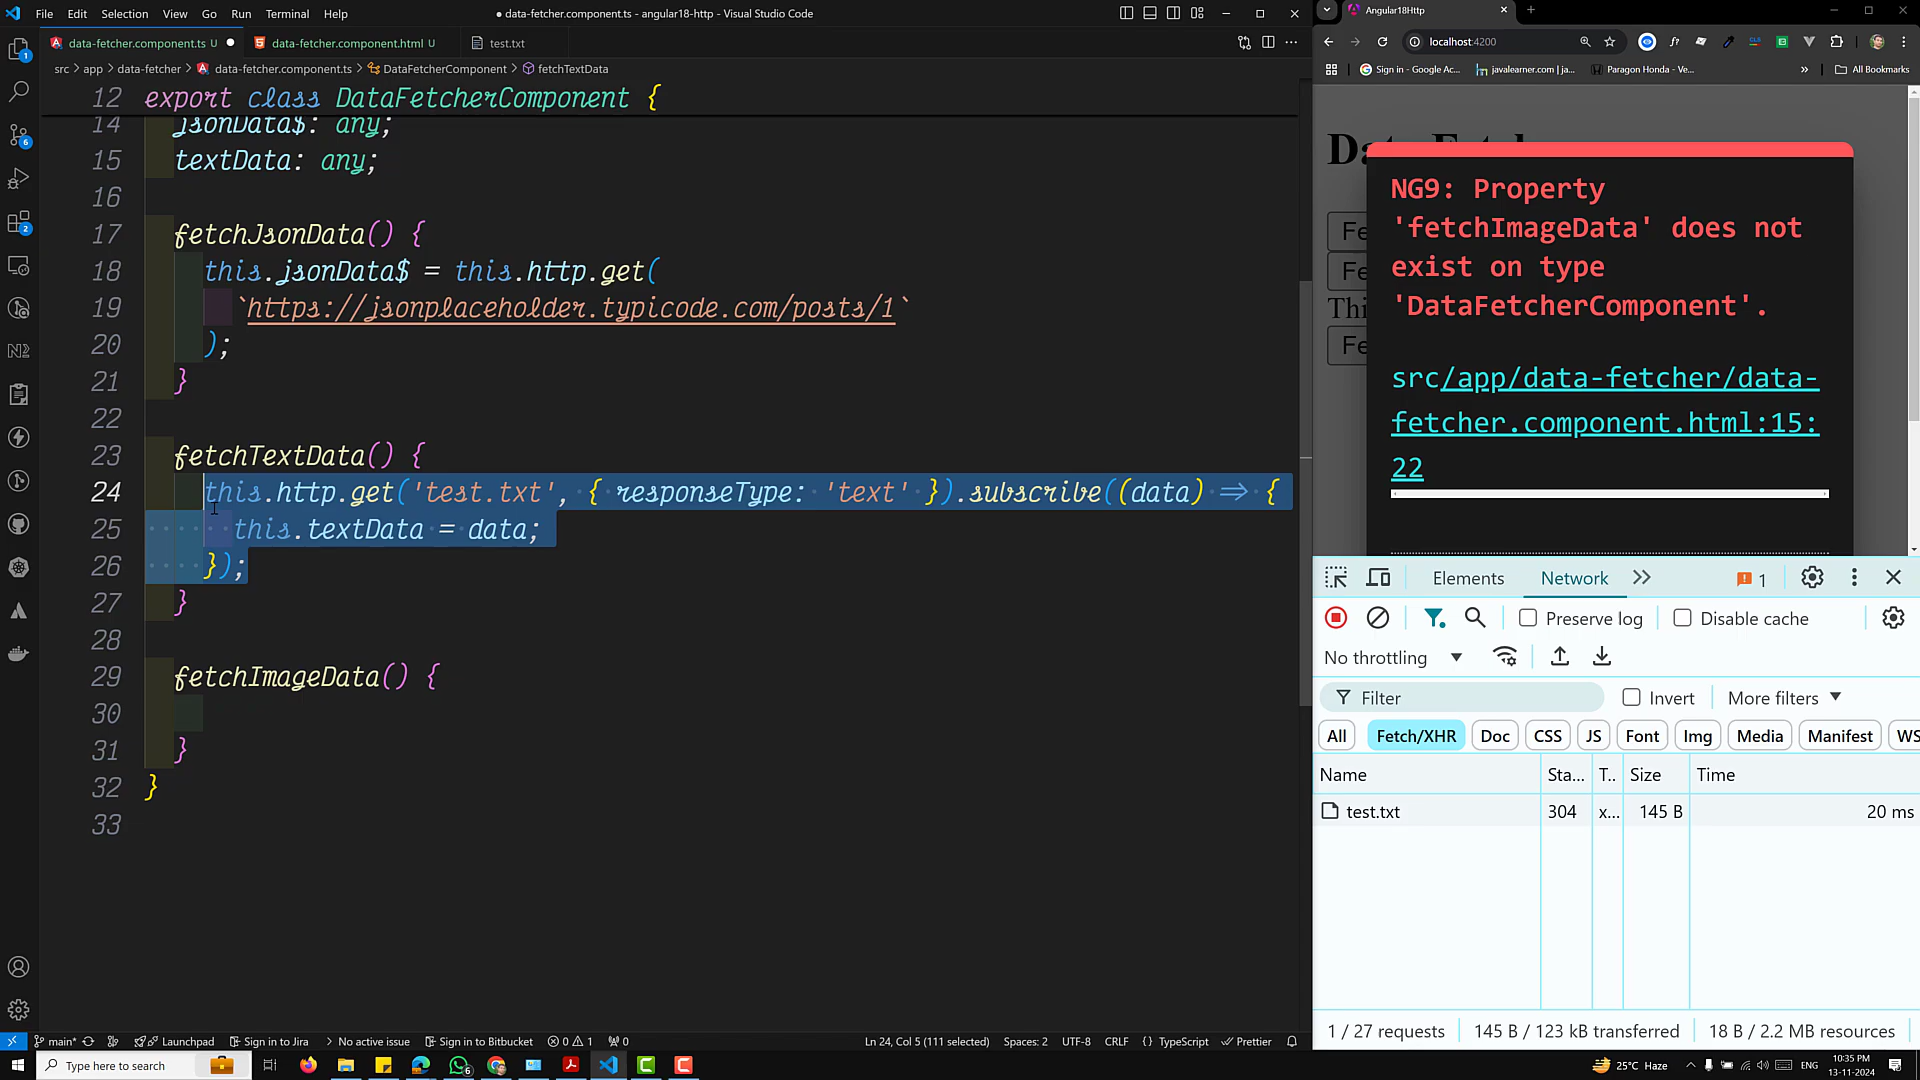 File Edit Selection View Go Run Terminal Help
data-fetcher.component.ts - angular18-http - Visual Studio Code
data-fetcher.component.ts U
data-fetcher.component.html U
test.txt
src > app > data-fetcher > data-fetcher.component.ts > DataFetcherComponent > fetchTextData
12 export class DataFetcherComponent {
14 jsonData$: any;
15 textData: any;
16
17 fetchJsonData() {
18 this.jsonData$ = this.http.get(
19 `https://jsonplaceholder.typicode.com/posts/1`
20 );
21 }
22
23 fetchTextData() {
24 this.http.get('test.txt', { responseType: 'text' }).subscribe((data) => {
25 this.textData = data;
26 });
27 }
28
29 fetchImageData() {
30
31 }
32 }
33
main* Launchpad Sign in to Jira No active issue Sign in to Bitbucket 0 1 0
Ln 24, Col 5 (111 selected) Spaces: 2 UTF-8 CRLF {} TypeScript Prettier
Angular18Http
localhost:4200
Sign in - Google Ac... javalearner.com | ja... Paragon Honda - Ve... » All Bookmarks
NG9: Property
'fetchImageData' does not
exist on type
'DataFetcherComponent'.
src/app/data-fetcher/data-
fetcher.component.html:15:
22
Fe
Fe
Thi
Fe
Elements Network 1
Preserve log Disable cache
No throttling
Filter Invert More filters
All Fetch/XHR Doc CSS JS Font Img Media Manifest WS
Name Sta... T.. Size Time
test.txt 304 x... 145 B 20 ms
1 / 27 requests 145 B / 123 kB transferred 18 B / 2.2 MB resources
Type here to search
25°C Haze ENG 10:35 PM
13-11-2024